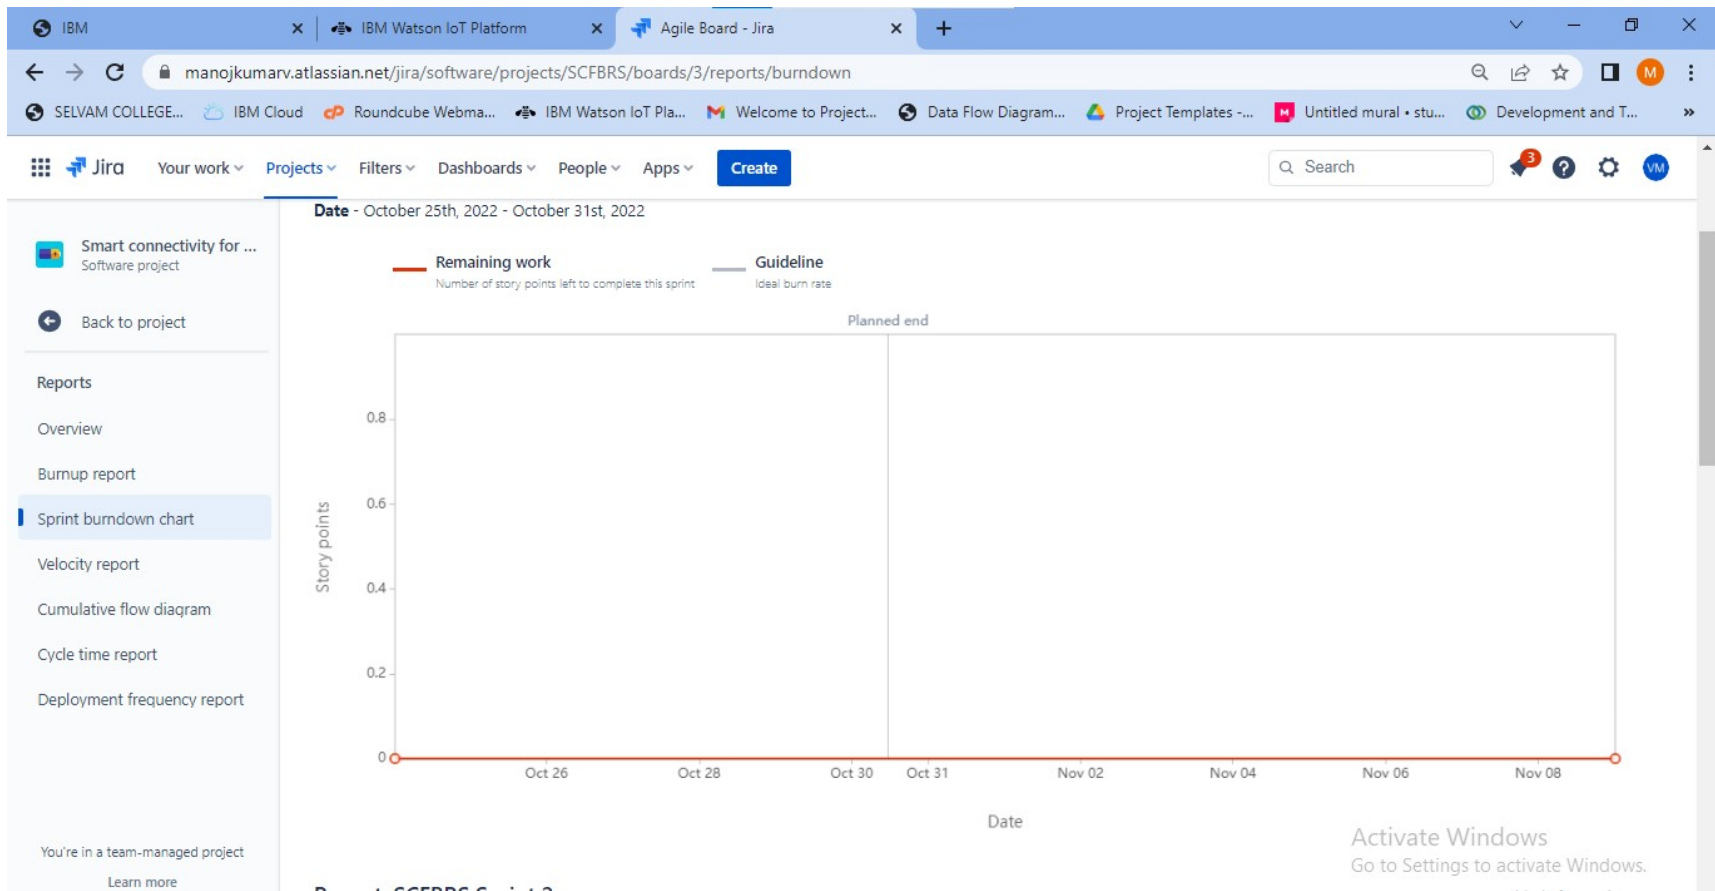 IBM
IBM Watson IoT Platform
Agile Board - Jira
manojkumarv.atlassian.net/jira/software/projects/SCFBRS/boards/3/reports/burndown
M
SELVAM COLLEGE...
IBM Cloud
Roundcube Webma...
IBM Watson IoT Pla...
Welcome to Project...
Data Flow Diagram...
Project Templates -...
Untitled mural • stu...
Development and T...
Jira
Your work
Projects
Filters
Dashboards
People
Apps
Create
Search
3
VM
Smart connectivity for ...
Software project
Back to project
Reports
Overview
Burnup report
Sprint burndown chart
Velocity report
Cumulative flow diagram
Cycle time report
Deployment frequency report
You're in a team-managed project
Learn more
Date - October 25th, 2022 - October 31st, 2022
Remaining work
Number of story points left to complete this sprint
Guideline
Ideal burn rate
Planned end
Story points
0.8
0.6
0.4
0.2
0
Oct 26
Oct 28
Oct 30
Oct 31
Nov 02
Nov 04
Nov 06
Nov 08
Date
Activate Windows
Go to Settings to activate Windows.